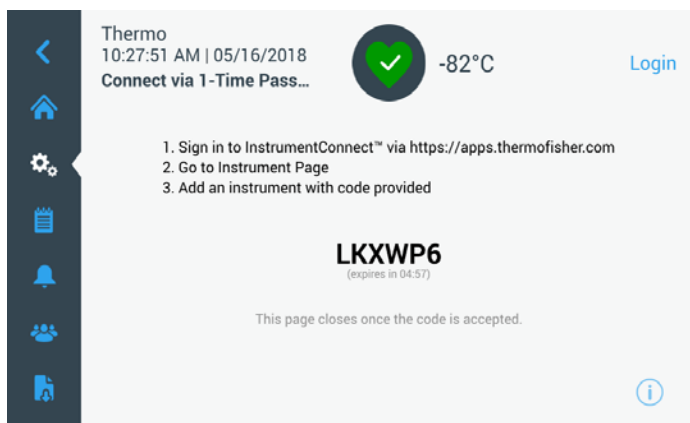 Thermo
10:27:51 AM | 05/16/2018
Connect via 1-Time Pass...
-82°C
Login
1. Sign in to InstrumentConnect™ via https://apps.thermofisher.com
2. Go to Instrument Page
3. Add an instrument with code provided
LKXWP6
(expires in 04:57)
This page closes once the code is accepted.
i